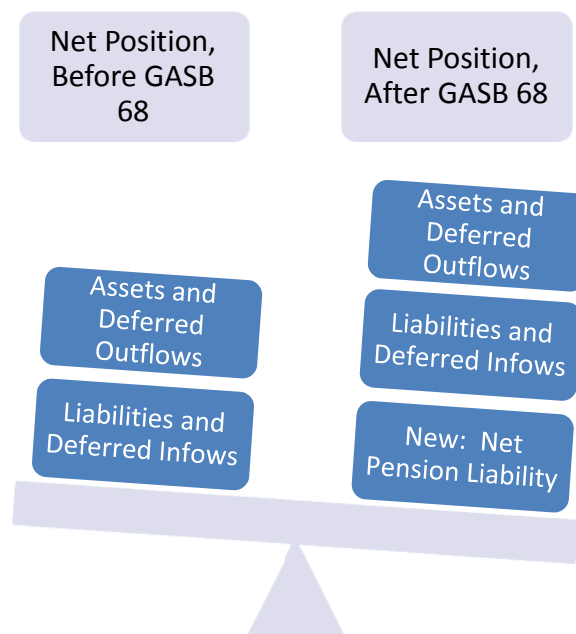 Net Position,
Before GASB
68
Net Position,
After GASB 68
Assets and
Deferred
Outflows
Liabilities and
Deferred Infows
Assets and
Deferred
Outflows
Liabilities and
Deferred Infows
New:  Net
Pension Liability